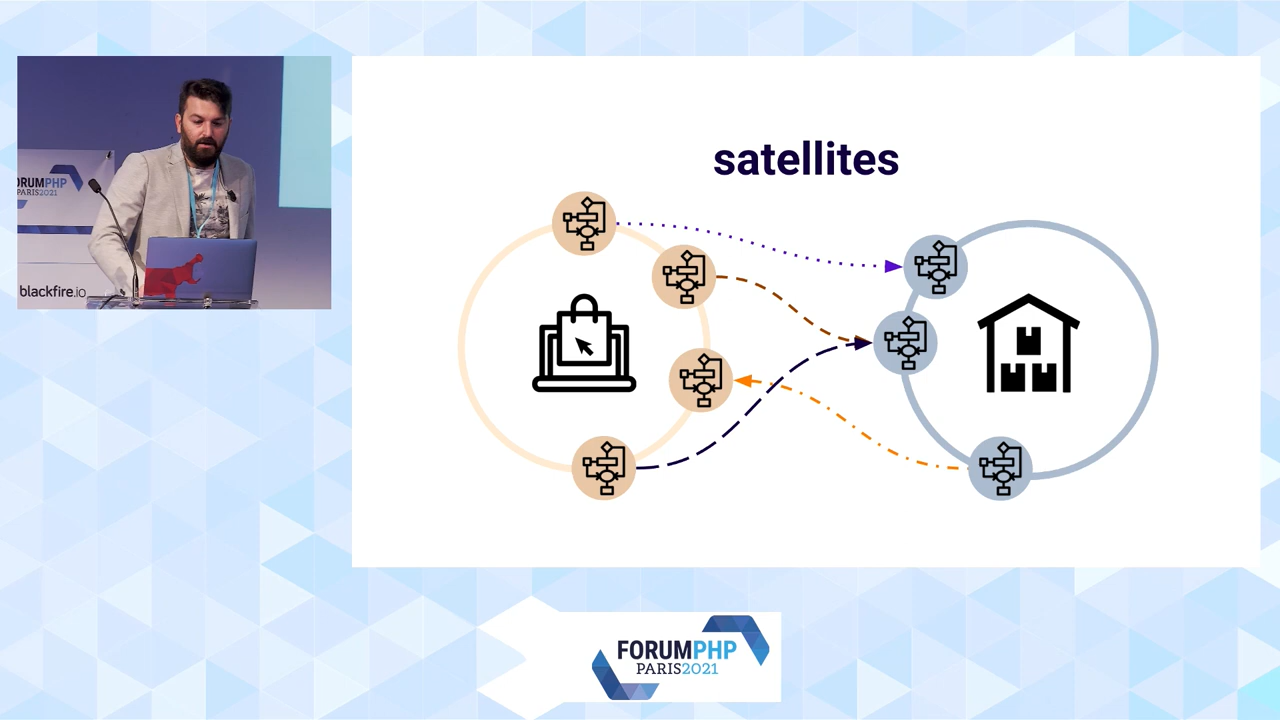 satellites
FORUMPHP
PARIS2021
blackfire.io
FORUMPHP
PARIS2021